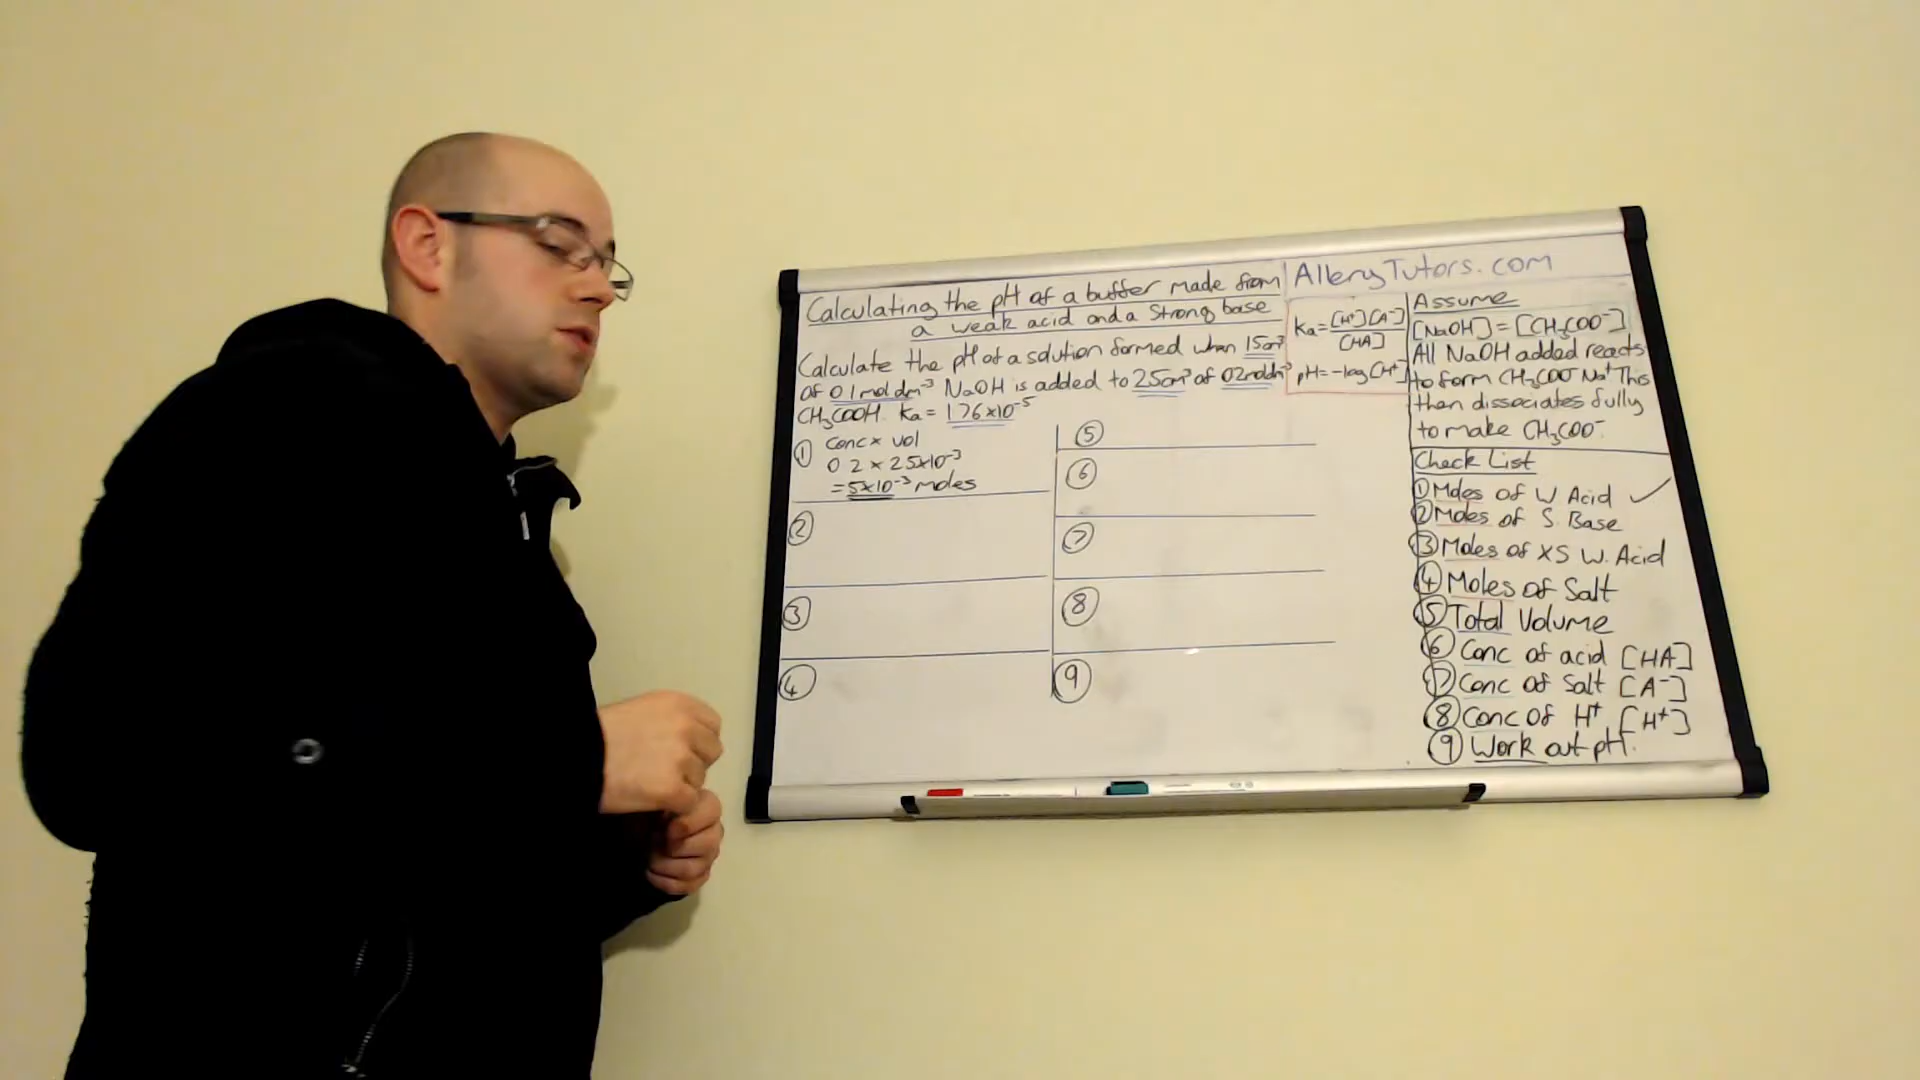 Calculating the pH of a buffer made from
a weak acid and a Strong base
Calculate the pH of a solution formed when 15cm³
of 0.1 mol dm⁻³ NaOH is added to 25cm³ of 0.2moldm⁻³
CH₃COOH. Ka = 1.76×10⁻⁵
① Conc × vol
0.2 × 25×10⁻³
= 5×10⁻³ moles
②
③
④
⑤
⑥
⑦
⑧
⑨
AlleryTutors.com
Ka = [H⁺][A⁻]
[HA]
pH = -log[H⁺]
Assume
[NaOH] = [CH₃COO⁻]
All NaOH added reacts
to form CH₃COO⁻Na⁺ This
then dissociates fully
to make CH₃COO⁻.
Check List
① Moles of W Acid ✓
② Moles of S. Base
③ Moles of XS W. Acid
④ Moles of Salt
⑤ Total Volume
⑥ Conc of acid [HA]
⑦ Conc of Salt [A⁻]
⑧ Conc of H⁺ [H⁺]
⑨ Work out pH.